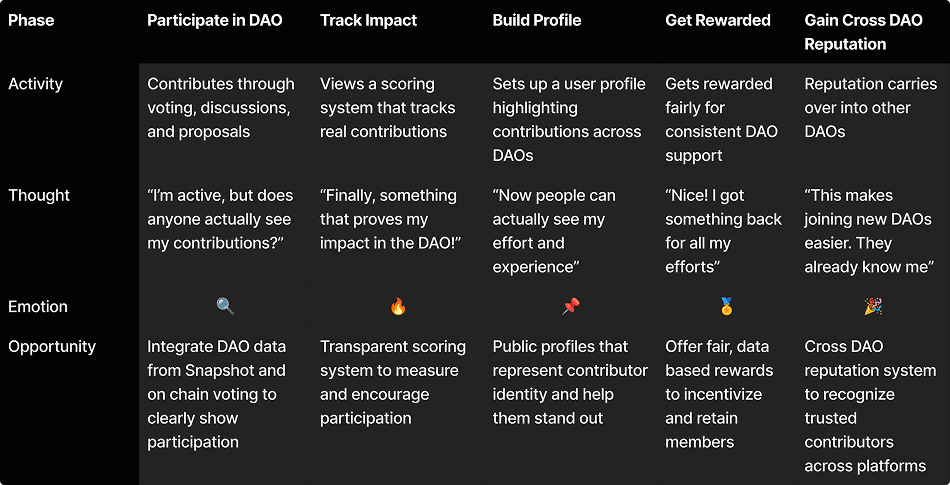 Phase
Participate in DAO
Track Impact
Build Profile
Get Rewarded
Gain Cross DAO
Reputation
Activity
Contributes through
voting, discussions,
and proposals
Views a scoring
system that tracks
real contributions
Sets up a user profile
highlighting
contributions across
DAOs
Gets rewarded
fairly for
consistent DAO
support
Reputation carries
over into other
DAOs
Thought
“I’m active, but does
anyone actually see
my contributions?”
“Finally, something
that proves my
impact in the DAO!”
“Now people can
actually see my
effort and
experience”
“Nice! I got
something back
for all my
efforts”
“This makes
joining new DAOs
easier. They
already know me”
Emotion
Opportunity
Integrate DAO data
from Snapshot and
on chain voting to
clearly show
participation
Transparent scoring
system to measure
and encourage
participation
Public profiles that
represent contributor
identity and help
them stand out
Offer fair, data
based rewards
to incentivize
and retain
members
Cross DAO
reputation system
to recognize
trusted
contributors
across platforms